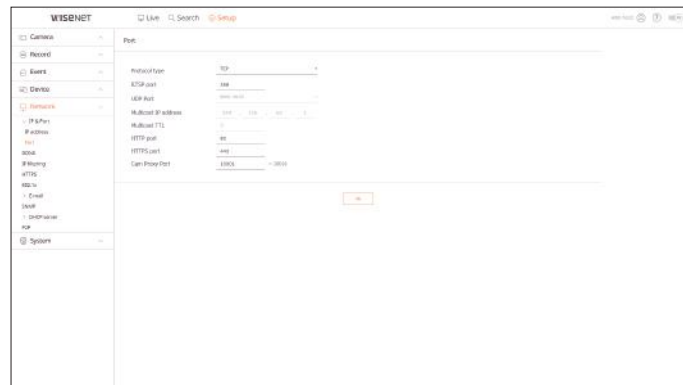 WISENET
Live Search Setup
Camera
Record
Event
Device
Network
IP & Port
IP address
Port
DDNS
IP filtering
HTTPS
802.1x
E-mail
SNMP
DHCP server
P2P
System
Port
Protocol type TCP
RTSP port 558
UDP Port
Multicast IP address
Multicast TTL
HTTP port 80
HTTPS port 443
Cam Proxy Port
OK